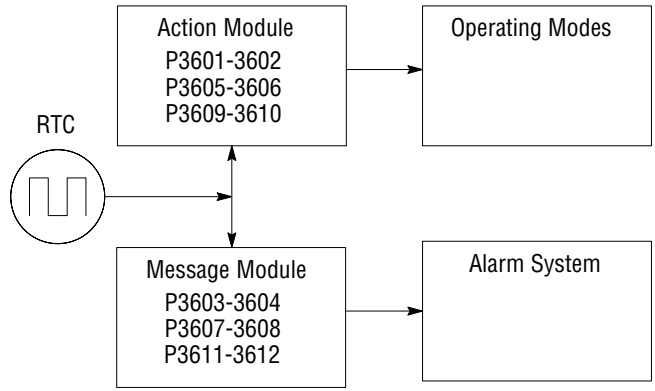 Action Module
P3601-3602
P3605-3606
P3609-3610
Operating Modes
RTC
Message Module
P3603-3604
P3607-3608
P3611-3612
Alarm System